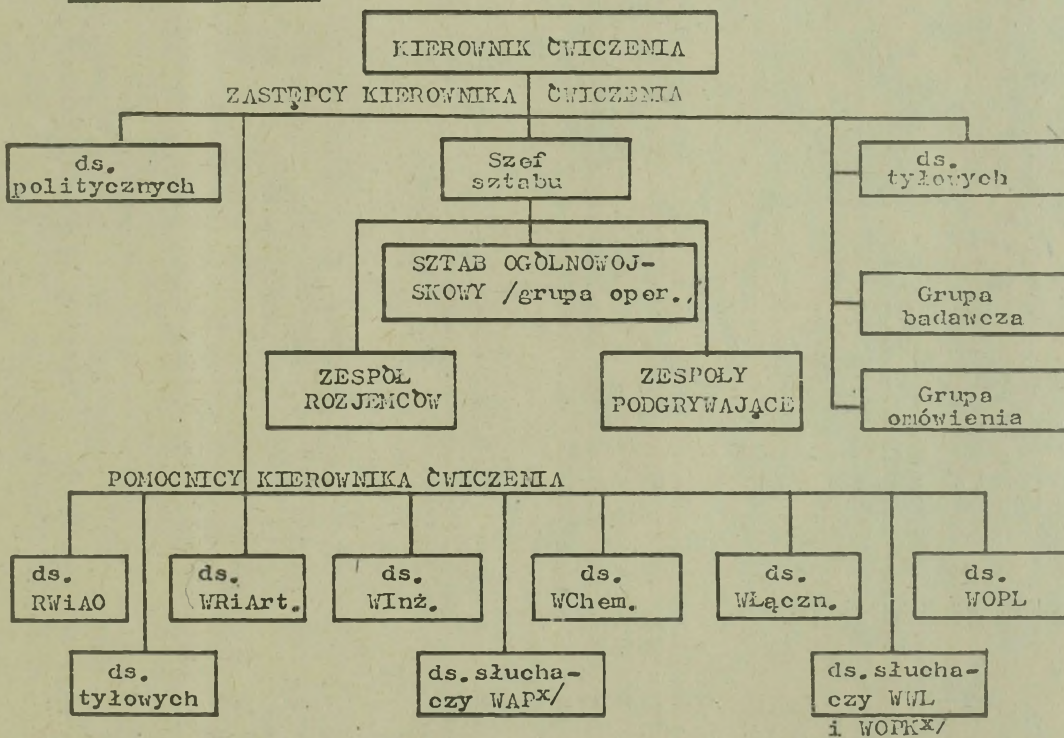 KIEROWNIK ĆWICZENIA
ZASTĘPCY KIEROWNIKA ĆWICZENIA
ds.
politycznych
Szef
sztabu
ds.
tyłowych
SZTAB OGÓLNOWOJ-
SKOWY /grupa oper./
Grupa
badawcza
ZESPÓŁ
ROZJEMCÓW
ZESPOŁY
PODGRYWAJĄCE
Grupa
omówienia
POMOCNICY KIEROWNIKA ĆWICZENIA
ds.
RWiAO
ds.
WRiArt.
ds.
WInż.
ds.
WChem.
ds.
WŁączn.
ds.
WOPL
ds.
tyłowych
ds.słucha-
czy WAPx/
ds.słucha-
czy WWL
i WOPKx/